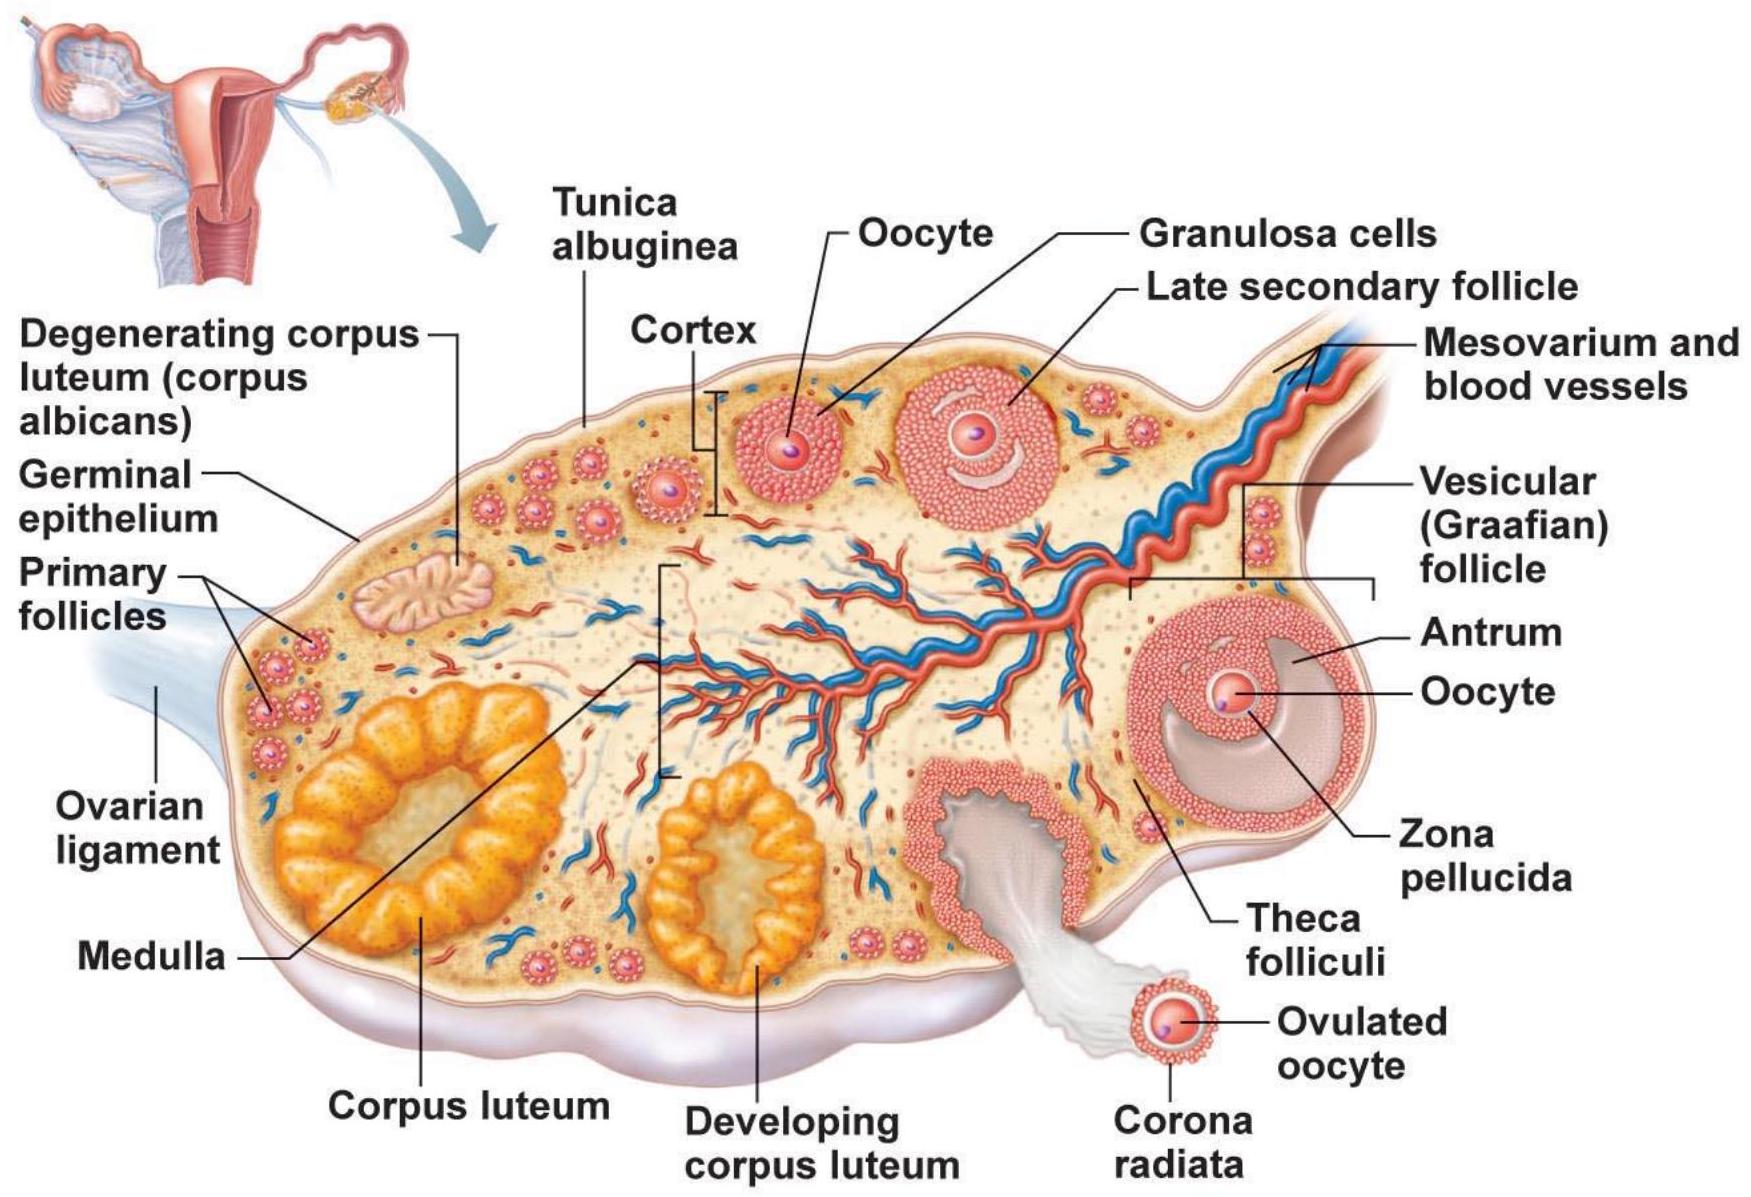 Tunica
albuginea
Oocyte
Granulosa cells
Late secondary follicle
Cortex
Degenerating corpus
luteum (corpus
albicans)
Mesovarium and
blood vessels
Germinal
epithelium
Vesicular
(Graafian)
follicle
Primary
follicles
Antrum
Oocyte
Ovarian
ligament
Zona
pellucida
Theca
folliculi
Medulla
Ovulated
oocyte
Corpus luteum
Developing
corpus luteum
Corona
radiata